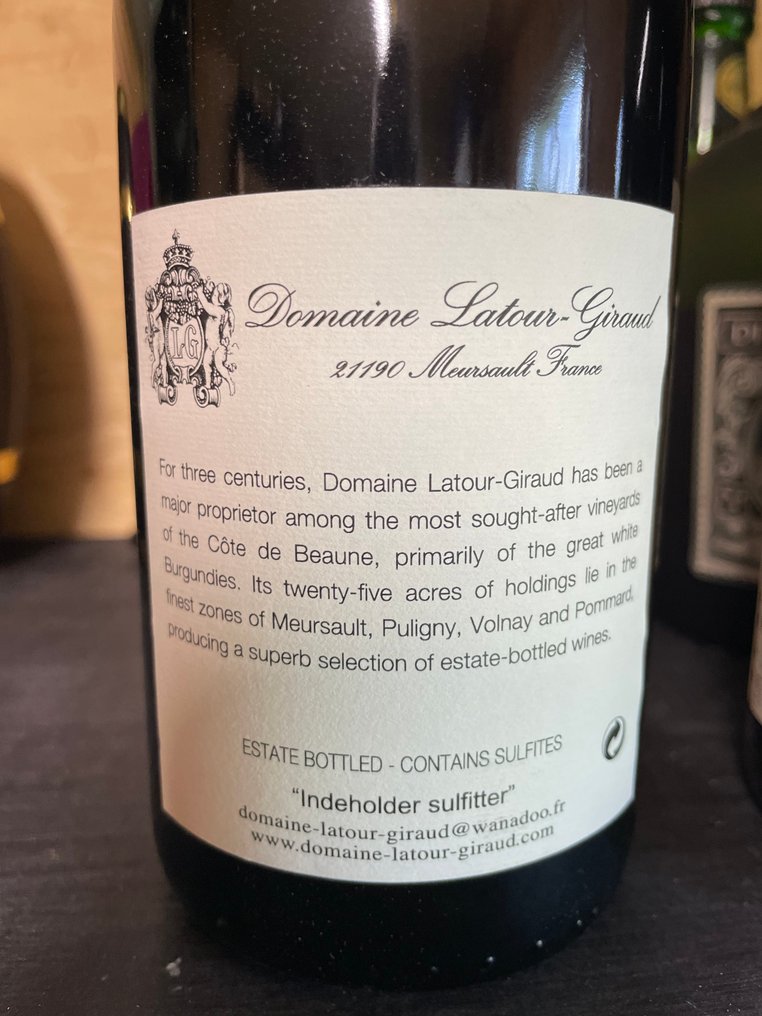 LG
Domaine Latour-Giraud
21190 Meursault France
For three centuries, Domaine Latour-Giraud has been a
major proprietor among the most sought-after vineyards
of the Côte de Beaune, primarily of the great white
Burgundies. Its twenty-five acres of holdings lie in the
finest zones of Meursault, Puligny, Volnay and Pommard,
producing a superb selection of estate-bottled wines.
ESTATE BOTTLED - CONTAINS SULFITES
“Indeholder sulfitter”
domaine-latour-giraud@wanadoo.fr
www.domaine-latour-giraud.com